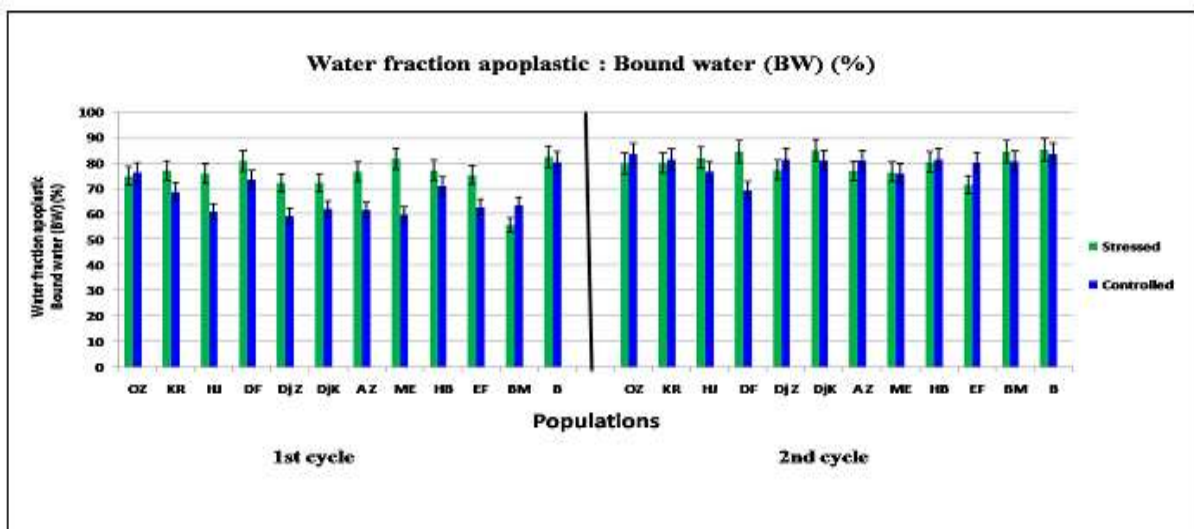 Water fraction apoplastic : Bound water (BW) (%)
Water fraction apoplastic
Bound water (BW) (%)
100
90
80
70
60
50
40
30
20
10
0
OZ KR HJ DF DjZ DjK AZ ME HB EF BM B OZ KR HJ DF DjZ DjK AZ ME HB EF BM B
Stressed
Controlled
Populations
1st cycle 2nd cycle